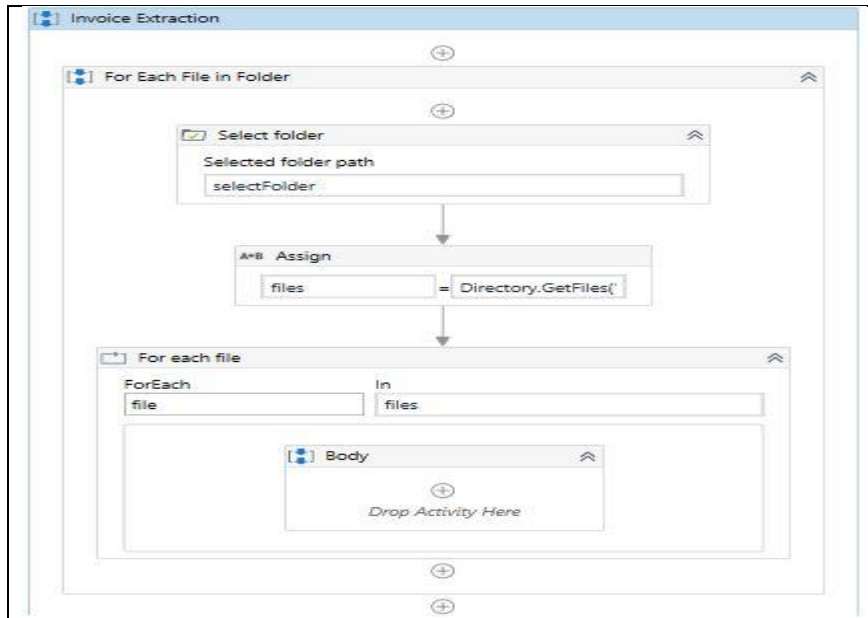 Invoice Extraction
For Each File in Folder
Select folder
Selected folder path
selectFolder
A+B Assign
files = Directory.GetFiles('
For each file
ForEach In
file files
Body
Drop Activity Here